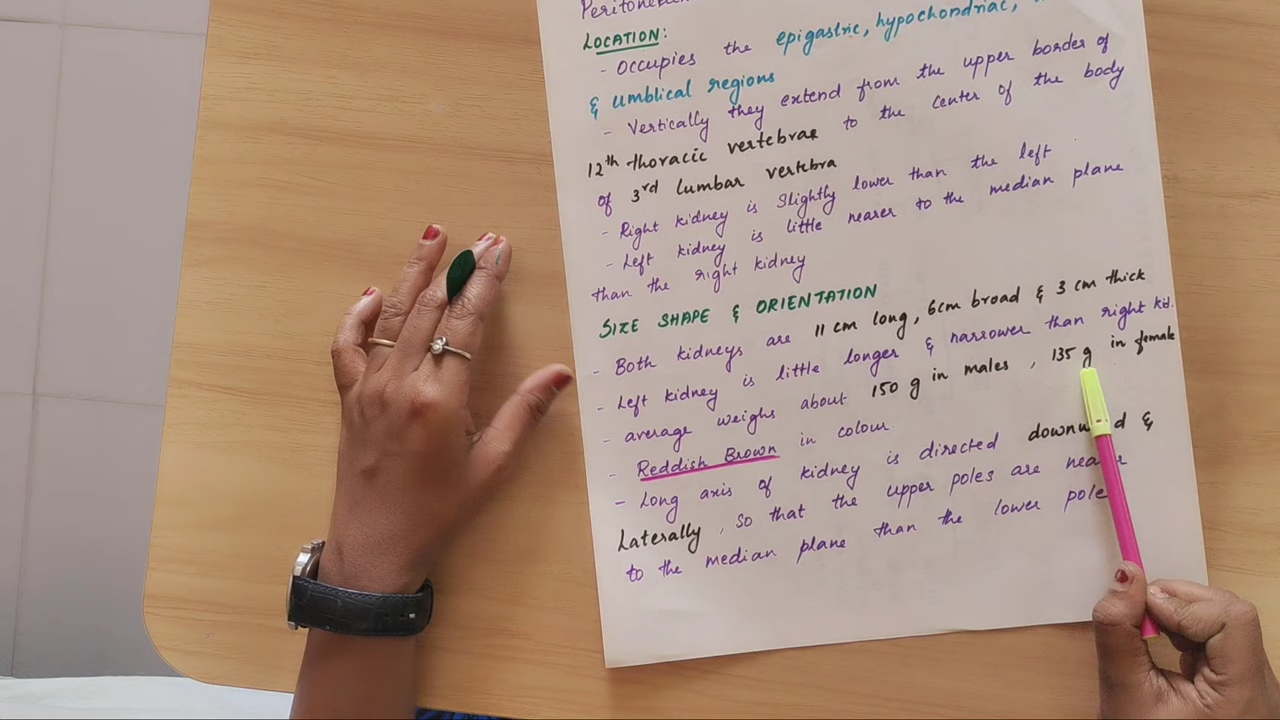 LOCATION:
- Occupies the epigastric, hypochondriac,
& umblical regions
- Vertically they extend from the upper border of
12th thoracic vertebrae to the center of the body
of 3rd lumbar vertebra
- Right kidney is slightly lower than the left
- Left kidney is little nearer to the median plane
than the right kidney
SIZE SHAPE & ORIENTATION
- Both kidneys are 11 cm long, 6cm broad & 3 cm thick
- Left kidney is little longer & narrower than right kid.
- average weighs about 150 g in males, 135 g in female
- Reddish Brown in colour.
- Long axis of kidney is directed &
Laterally, so that the upper poles are
to the median plane than the lower pole